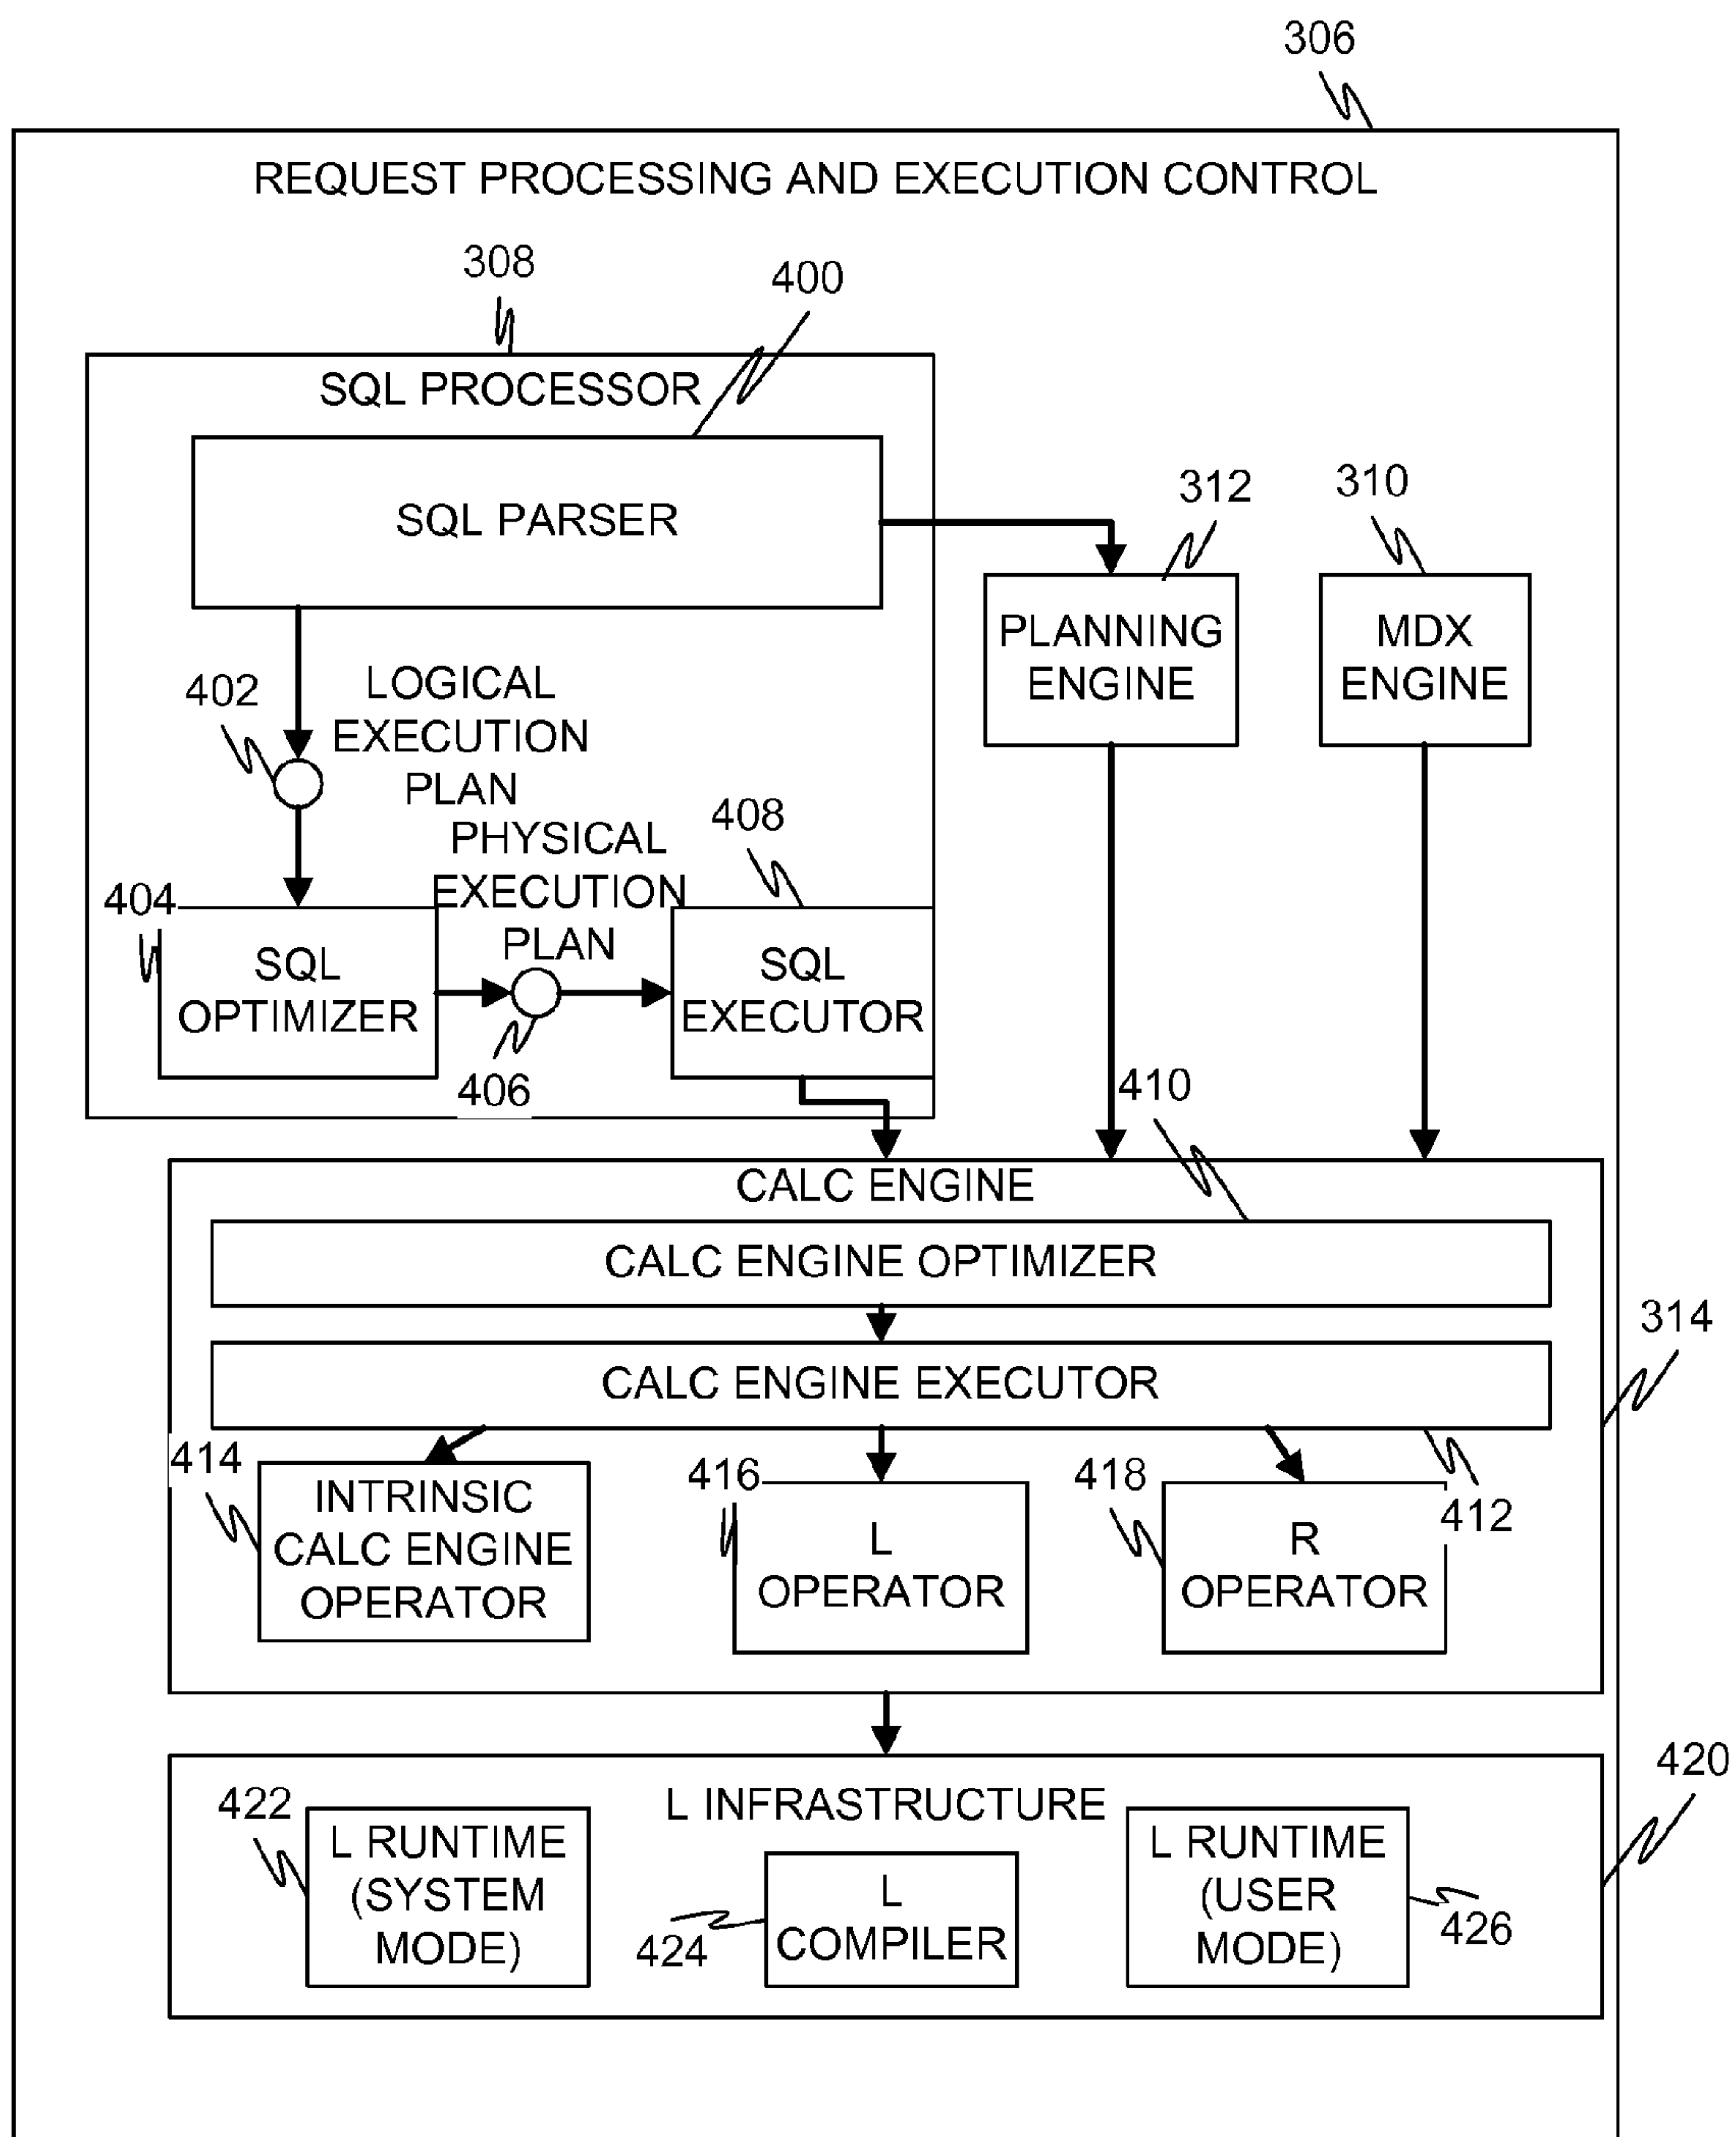 306
REQUEST PROCESSING AND EXECUTION CONTROL
308
400
SQL PROCESSOR
SQL PARSER
312
310
PLANNING
ENGINE
MDX
ENGINE
402
LOGICAL
EXECUTION
PLAN
408
PHYSICAL
EXECUTION
PLAN
404
SQL
OPTIMIZER
SQL
EXECUTOR
406
410
CALC ENGINE
CALC ENGINE OPTIMIZER
314
CALC ENGINE EXECUTOR
414
INTRINSIC
CALC ENGINE
OPERATOR
416
L
OPERATOR
418
R
OPERATOR
412
420
L INFRASTRUCTURE
422
L RUNTIME
(SYSTEM
MODE)
424
L
COMPILER
L RUNTIME
(USER
MODE)
426